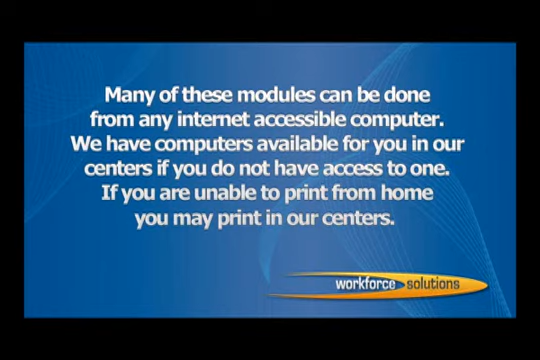 Many of these modules can be done
from any internet accessible computer.
We have computers available for you in our
centers if you do not have access to one.
If you are unable to print from home
you may print in our centers.
workforce solutions